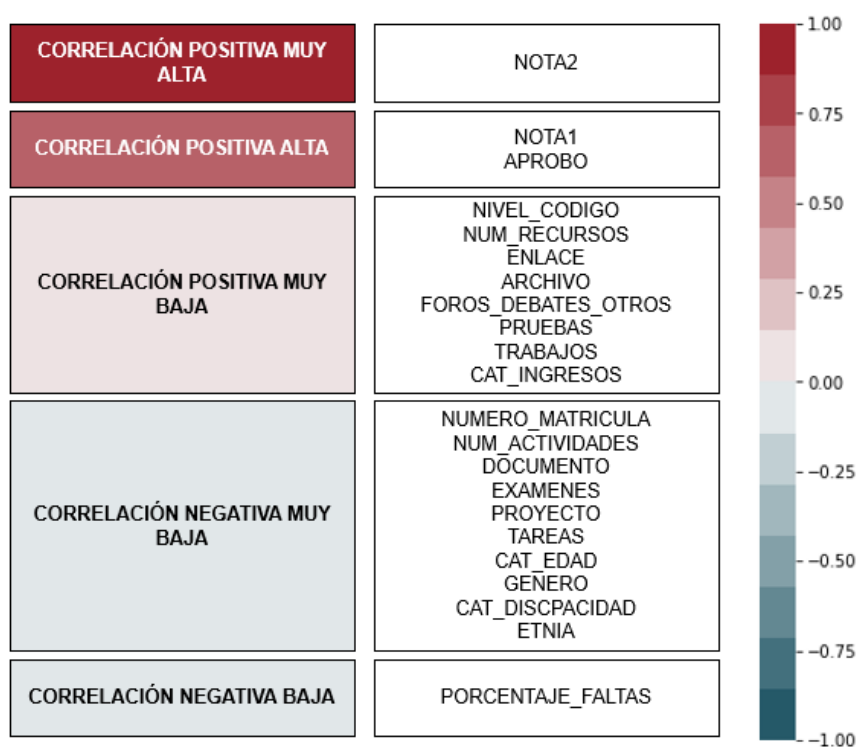 CORRELACIÓN POSITIVA MUY
ALTA
NOTA2
CORRELACIÓN POSITIVA ALTA
NOTA1
APROBO
CORRELACIÓN POSITIVA MUY
BAJA
NIVEL_CODIGO
NUM_RECURSOS
ENLACE
ARCHIVO
FOROS_DEBATES_OTROS
PRUEBAS
TRABAJOS
CAT_INGRESOS
CORRELACIÓN NEGATIVA MUY
BAJA
NUMERO_MATRICULA
NUM_ACTIVIDADES
DOCUMENTO
EXAMENES
PROYECTO
TAREAS
CAT_EDAD
GENERO
CAT_DISCPACIDAD
ETNIA
CORRELACIÓN NEGATIVA BAJA
PORCENTAJE_FALTAS
1.00
0.75
0.50
0.25
0.00
−0.25
−0.50
−0.75
−1.00